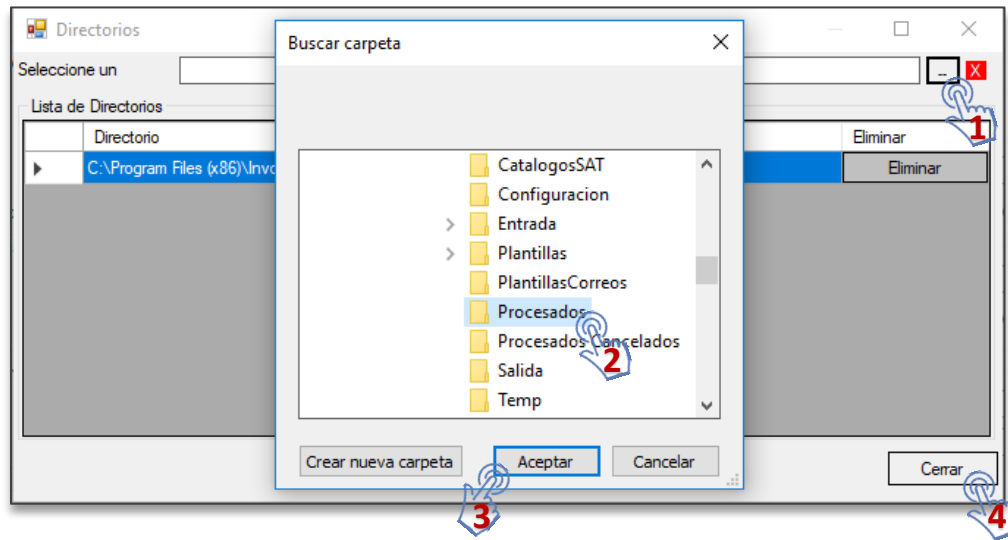 Directorios
Seleccione un
...
X
1
Lista de Directorios
Directorio
Eliminar
C:\Program Files (x86)\Invo
Eliminar
Buscar carpeta
CatalogosSAT
Configuracion
Entrada
Plantillas
PlantillasCorreos
Procesados
Procesados Cancelados
2
Salida
Temp
Crear nueva carpeta
Aceptar
Cancelar
3
Cerrar
4